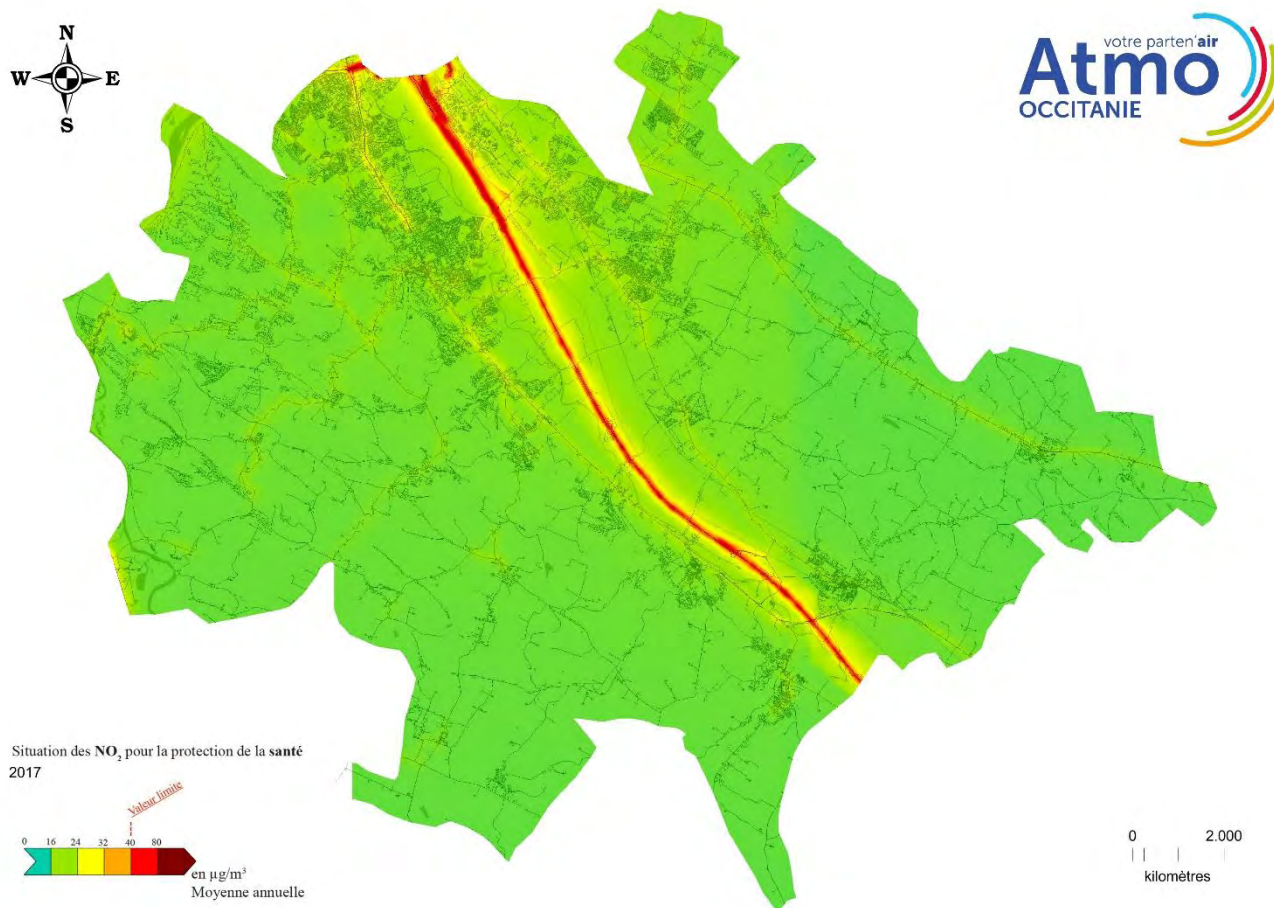 N
W E
S
votre parten'air
Atmo
OCCITANIE
Situation des NO₂ pour la protection de la santé
2017
Valeur limite
0 16 24 32 40 80
en µg/m³
Moyenne annuelle
0 2.000
kilomètres